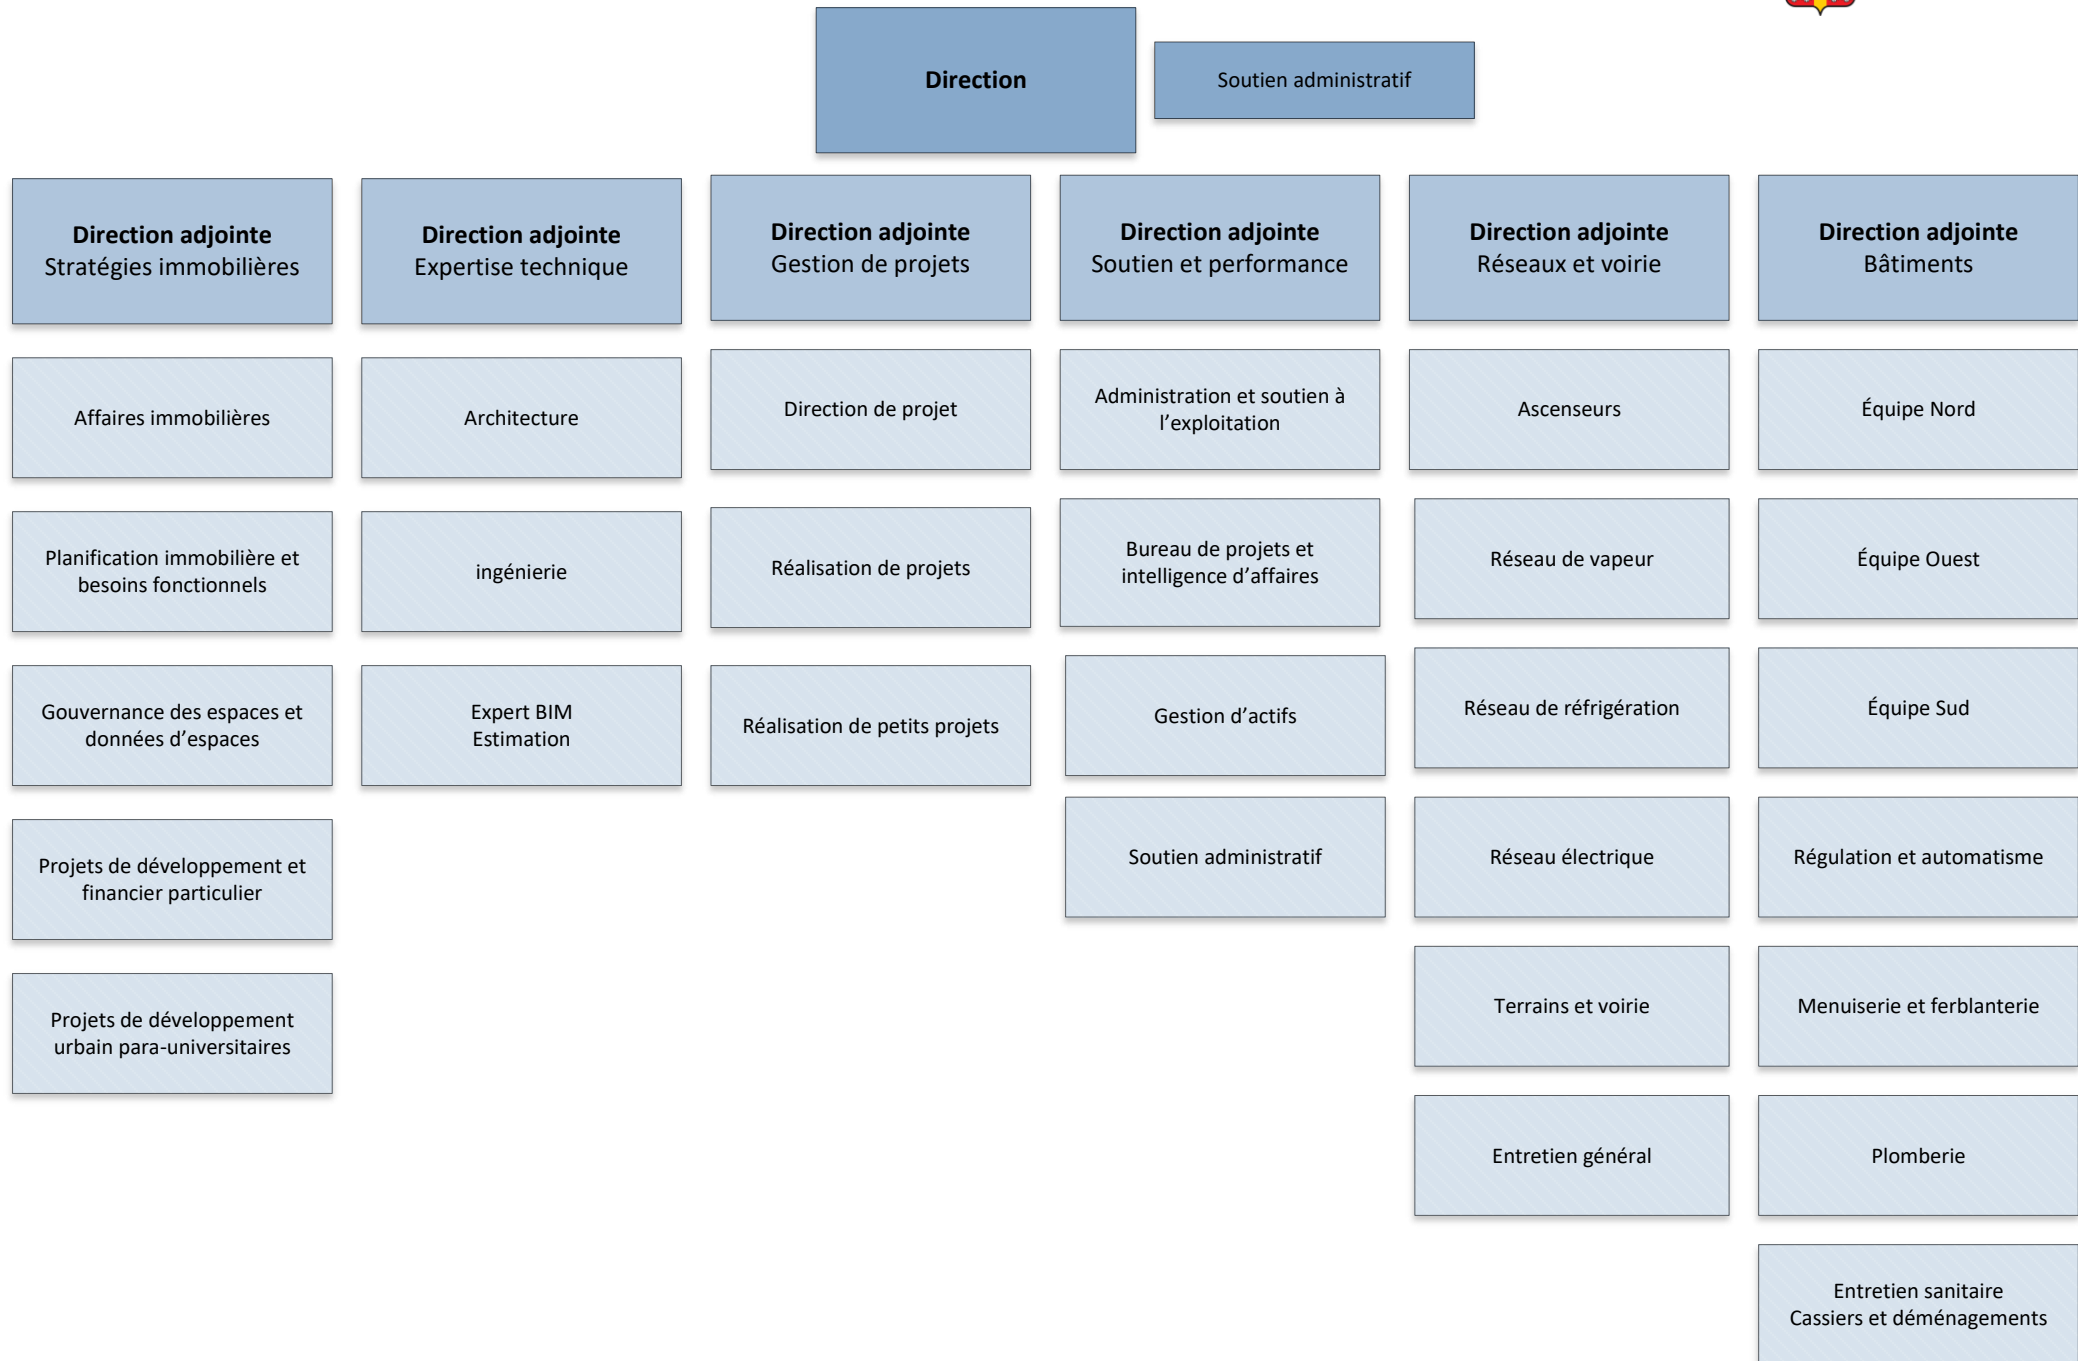 Direction
Soutien administratif
Direction adjointe
Stratégies immobilières
Affaires immobilières
Planification immobilière et
besoins fonctionnels
Gouvernance des espaces et
données d’espaces
Projets de développement et
financier particulier
Projets de développement
urbain para-universitaires
Direction adjointe
Expertise technique
Architecture
ingénierie
Expert BIM
Estimation
Direction adjointe
Gestion de projets
Direction de projet
Réalisation de projets
Réalisation de petits projets
Direction adjointe
Soutien et performance
Administration et soutien à
l’exploitation
Bureau de projets et
intelligence d’affaires
Gestion d’actifs
Soutien administratif
Direction adjointe
Réseaux et voirie
Ascenseurs
Réseau de vapeur
Réseau de réfrigération
Réseau électrique
Terrains et voirie
Entretien général
Direction adjointe
Bâtiments
Équipe Nord
Équipe Ouest
Équipe Sud
Régulation et automatisme
Menuiserie et ferblanterie
Plomberie
Entretien sanitaire
Cassiers et déménagements